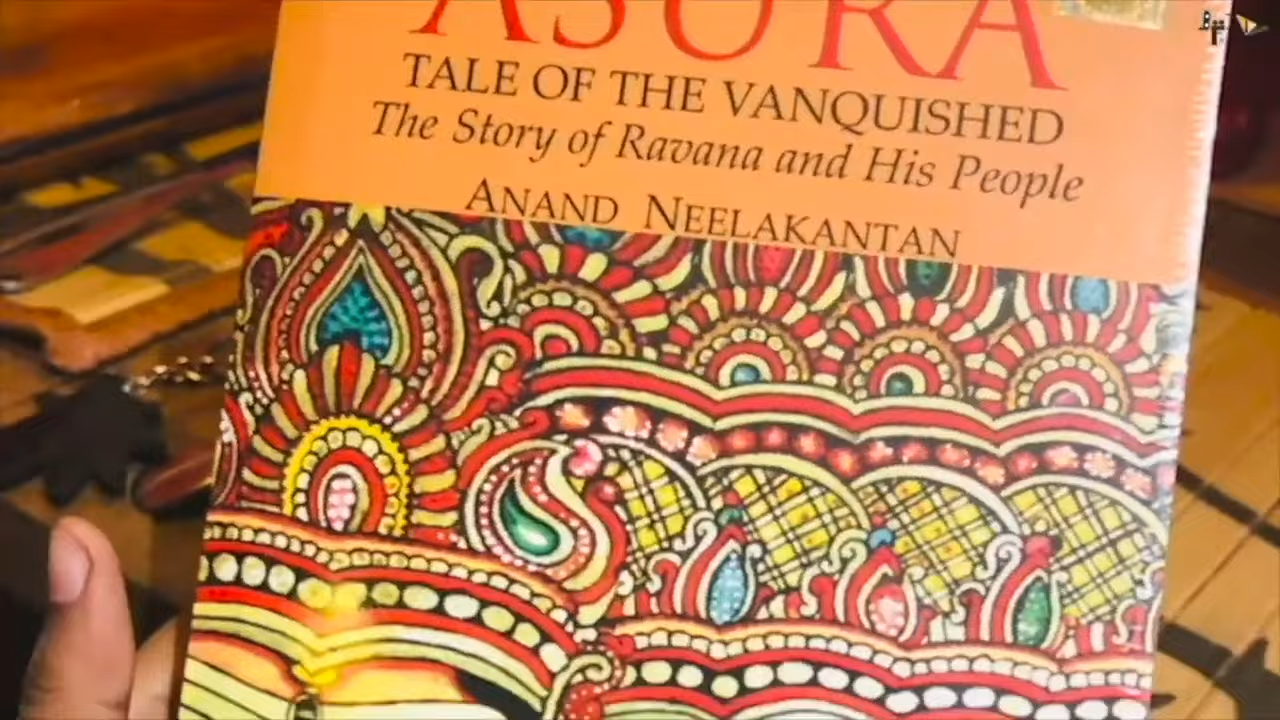 ASURA
TALE OF THE VANQUISHED
The Story of Ravana and His People
ANAND NEELAKANTAN